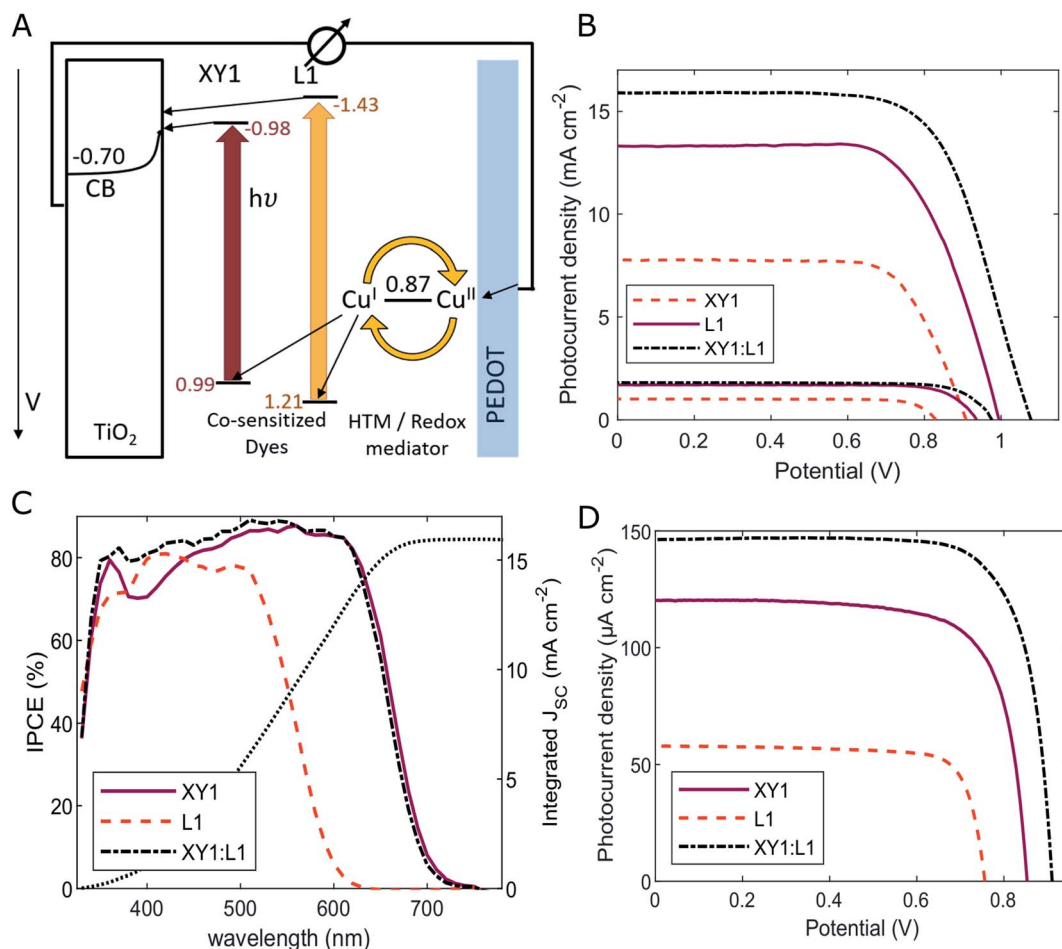 A
XY1
L1
-1.43
-0.98
-0.70
CB
hυ
0.87
Cu^I
Cu^II
PEDOT
V
0.99
1.21
Co-sensitized
Dyes
HTM / Redox
mediator
TiO₂
B
Photocurrent density (mA cm⁻²)
15
10
5
0
XY1
L1
XY1:L1
0
0.2
0.4
0.6
0.8
1
Potential (V)
C
IPCE (%)
80
60
40
20
0
XY1
L1
XY1:L1
15
10
5
0
Integrated J_SC (mA cm⁻²)
400
500
600
700
wavelength (nm)
D
Photocurrent density (µA cm⁻²)
150
100
50
0
XY1
L1
XY1:L1
0
0.2
0.4
0.6
0.8
Potential (V)